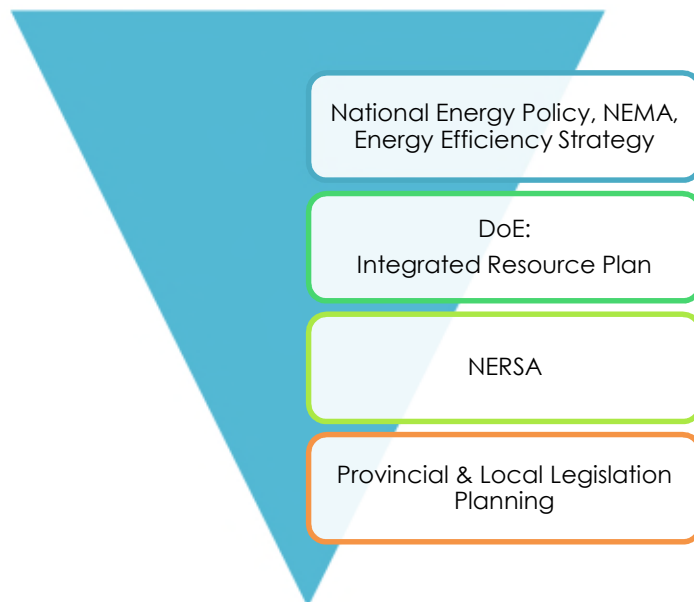 National Energy Policy, NEMA,
Energy Efficiency Strategy
DoE:
Integrated Resource Plan
NERSA
Provincial & Local Legislation
Planning